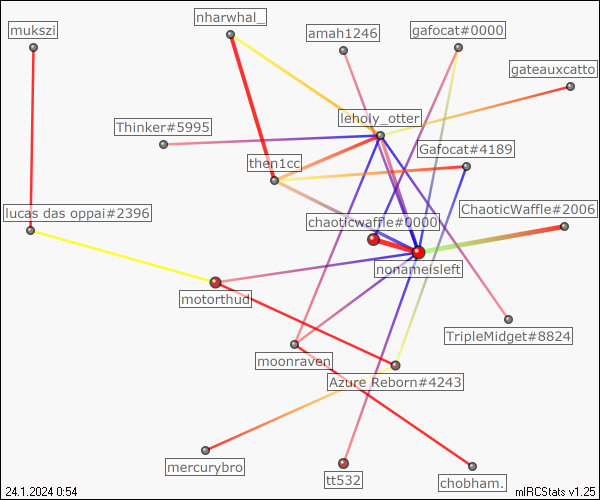 mukszi
nharwhal_
amah1246
gafocat#0000
gateauxcatto
leholy_otter
Thinker#5995
Gafocat#4189
then1cc
lucas das oppai#2396
chaoticwaffle#0000
ChaoticWaffle#2006
nonameisleft
motorthud
TripleMidget#8824
moonraven
Azure Reborn#4243
mercurybro
tt532
chobham.
24.1.2024 0:54
mIRCStats v1.25